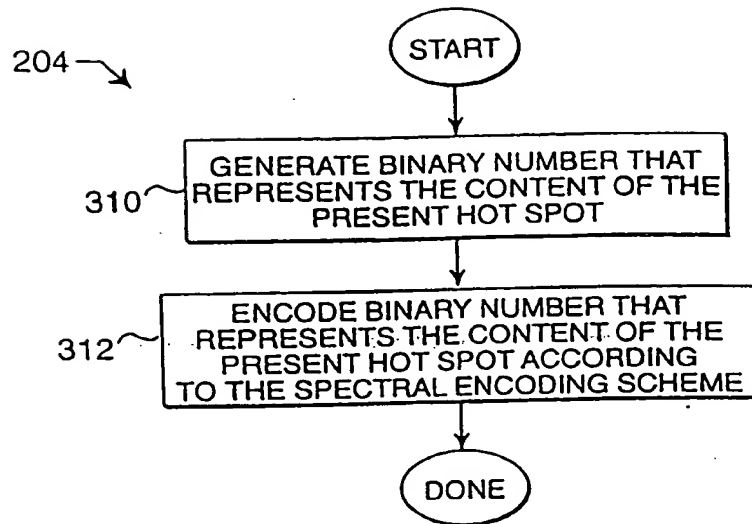 204
START
310
GENERATE BINARY NUMBER THAT
REPRESENTS THE CONTENT OF THE
PRESENT HOT SPOT.
312
ENCODE BINARY NUMBER THAT
REPRESENTS THE CONTENT OF THE
PRESENT HOT SPOT ACCORDING
TO THE SPECTRAL ENCODING SCHEME
DONE